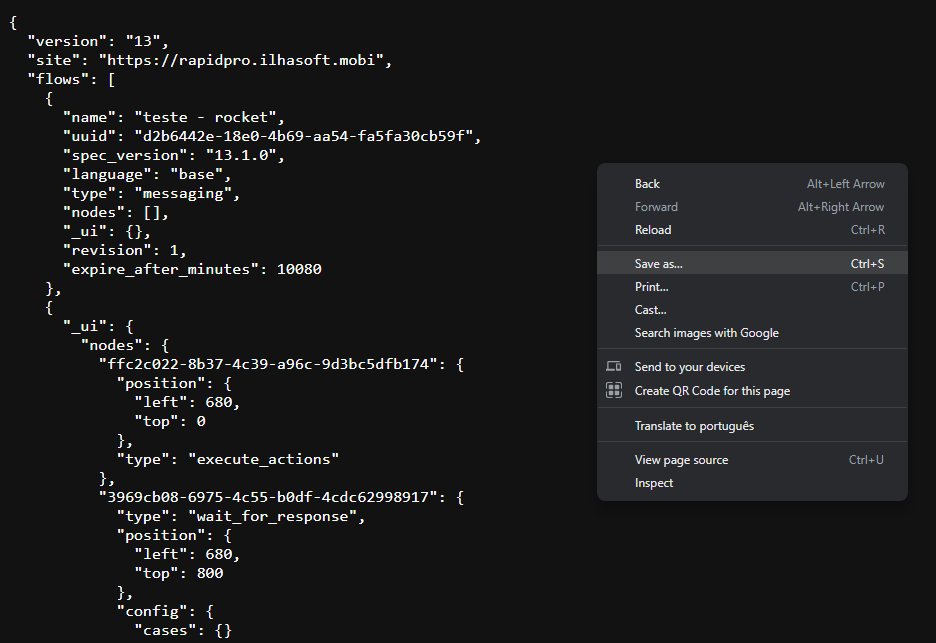 {
"version": "13",
"site": "https://rapidpro.ilhasoft.mobi",
"flows": [
{
"name": "teste - rocket",
"uuid": "d2b6442e-18e0-4b69-aa54-fa5fa30cb59f",
"spec_version": "13.1.0",
"language": "base",
"type": "messaging",
"nodes": [],
"_ui": {},
"revision": 1,
"expire_after_minutes": 10080
},
{
"_ui": {
"nodes": {
"ffc2c022-8b37-4c39-a96c-9d3bc5dfb174": {
"position": {
"left": 680,
"top": 0
},
"type": "execute_actions"
},
"3969cb08-6975-4c55-b0df-4cdc62998917": {
"type": "wait_for_response",
"position": {
"left": 680,
"top": 800
},
"config": {
"cases": {}
Back Alt+Left Arrow
Forward Alt+Right Arrow
Reload Ctrl+R
Save as... Ctrl+S
Print... Ctrl+P
Cast...
Search images with Google
Send to your devices
Create QR Code for this page
Translate to português
View page source Ctrl+U
Inspect